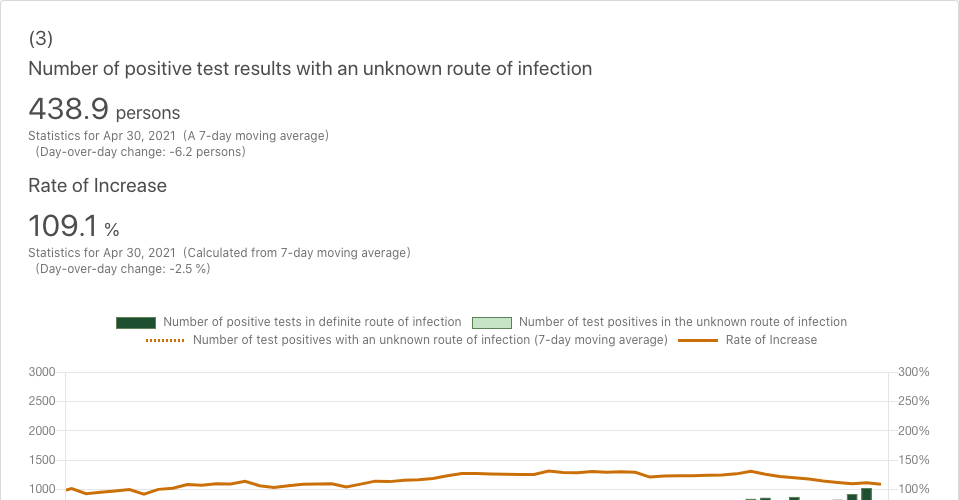 (3)
Number of positive test results with an unknown route of infection
438.9 persons
Statistics for Apr 30, 2021 (A 7-day moving average)
(Day-over-day change: -6.2 persons)
Rate of Increase
109.1 %
Statistics for Apr 30, 2021 (Calculated from 7-day moving average)
(Day-over-day change: -2.5 %)
Number of positive tests in definite route of infection Number of test positives in the unknown route of infection
Number of test positives with an unknown route of infection (7-day moving average) Rate of Increase
3000 300%
2500 250%
2000 200%
1500 150%
1000 100%